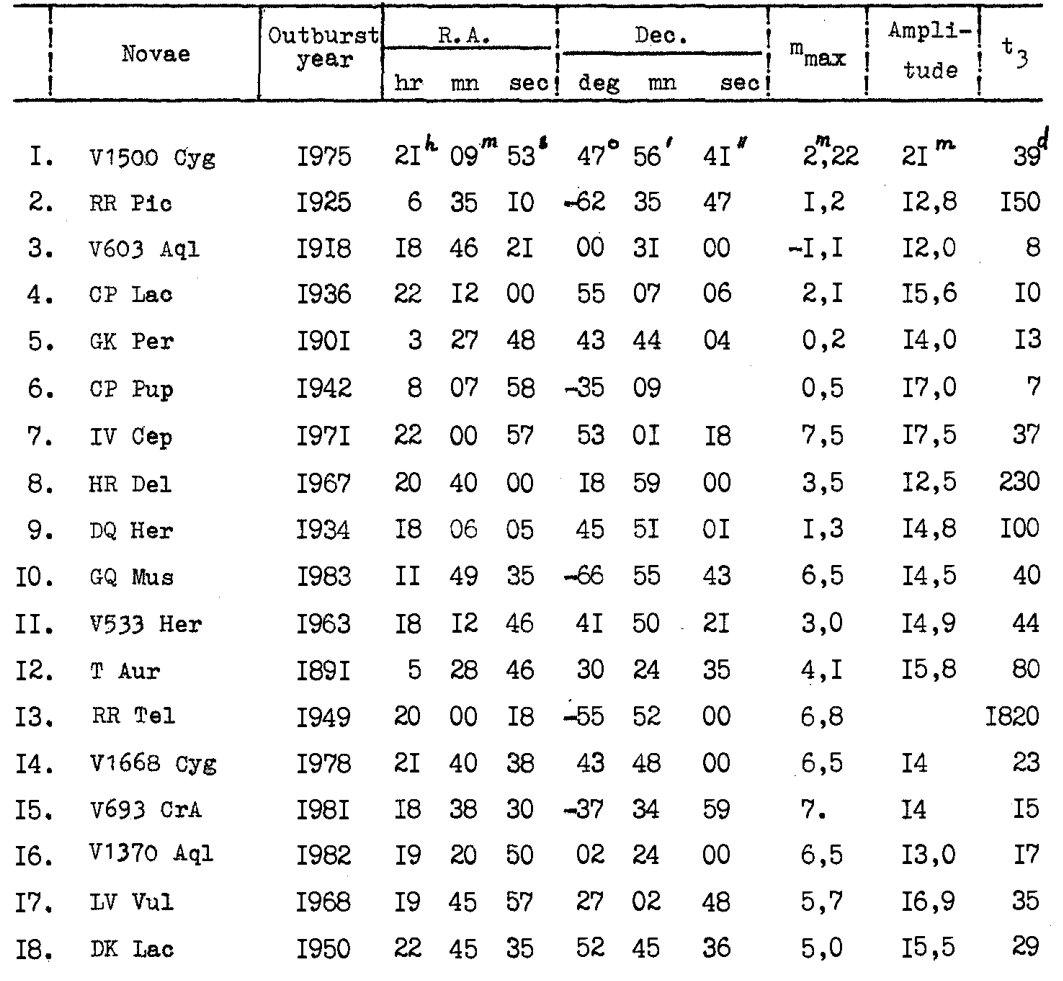 Novae Outburst year R.A. Dec. m max Ampli-tude t3
hr mn sec deg mn sec
I. V1500 Cyg I975 2Iʰ 09ᵐ 53ˢ 47° 56′ 4I″ 2ᵐ,22 2Iᵐ 39ᵈ
2. RR Pic I925 6 35 I0 -62 35 47 I,2 I2,8 I50
3. V603 Aql I9I8 I8 46 2I 00 3I 00 -I,I I2,0 8
4. CP Lac I936 22 I2 00 55 07 06 2,I I5,6 I0
5. GK Per I90I 3 27 48 43 44 04 0,2 I4,0 I3
6. CP Pup I942 8 07 58 -35 09 0,5 I7,0 7
7. IV Cep I97I 22 00 57 53 0I I8 7,5 I7,5 37
8. HR Del I967 20 40 00 I8 59 00 3,5 I2,5 230
9. DQ Her I934 I8 06 05 45 5I 0I I,3 I4,8 I00
I0. GQ Mus I983 II 49 35 -66 55 43 6,5 I4,5 40
II. V533 Her I963 I8 I2 46 4I 50 2I 3,0 I4,9 44
I2. T Aur I89I 5 28 46 30 24 35 4,I I5,8 80
I3. RR Tel I949 20 00 I8 -55 52 00 6,8 I820
I4. V1668 Cyg I978 2I 40 38 43 48 00 6,5 I4 23
I5. V693 CrA I98I I8 38 30 -37 34 59 7. I4 I5
I6. V1370 Aql I982 I9 20 50 02 24 00 6,5 I3,0 I7
I7. LV Vul I968 I9 45 57 27 02 48 5,7 I6,9 35
I8. DK Lac I950 22 45 35 52 45 36 5,0 I5,5 29